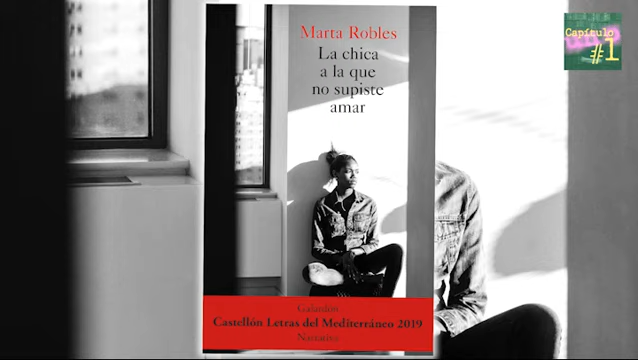 Marta Robles
La chica
a la que
no supiste
amar
Galardón
Castellón Letras del Mediterráneo 2019
Narrativa
Capítulo
#1